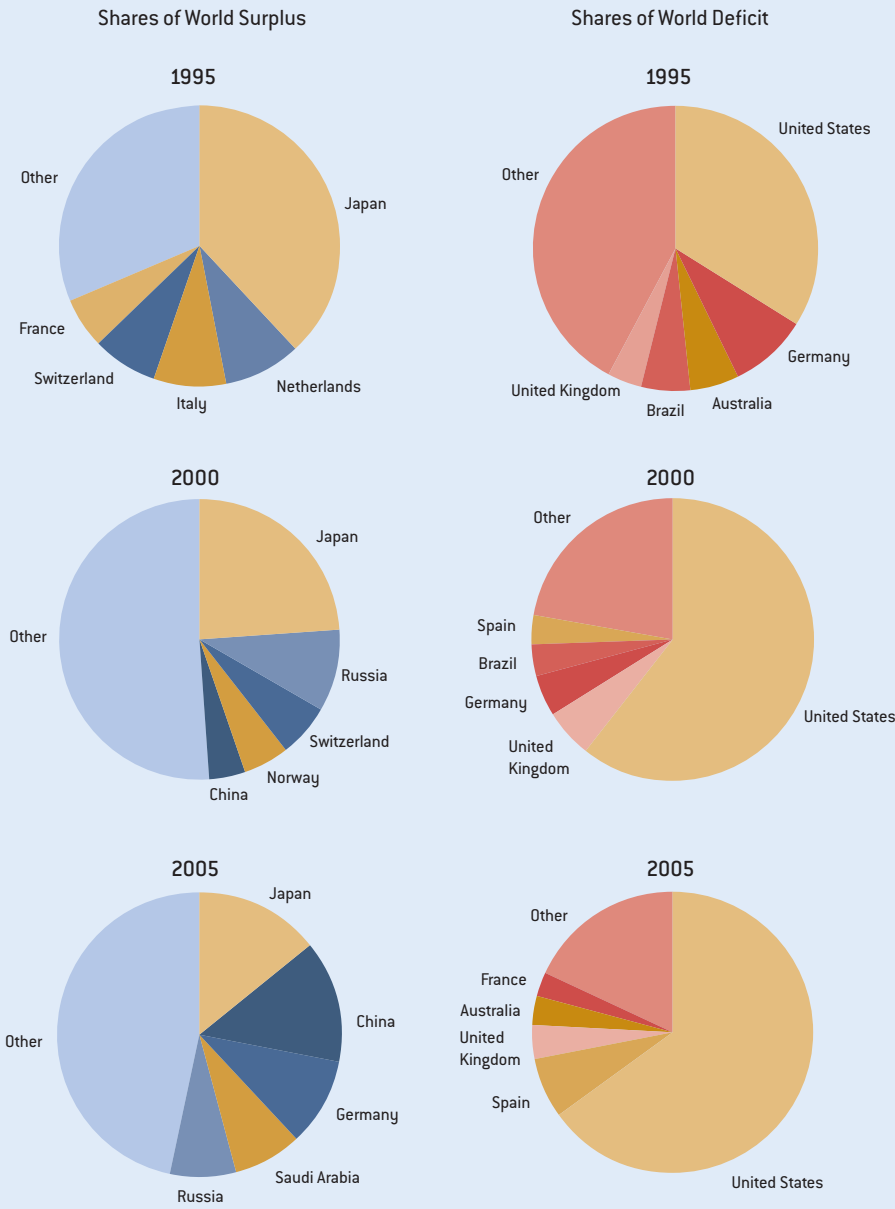 Shares of World Surplus
Shares of World Deficit
1995
Other
Japan
France
Switzerland
Italy
Netherlands
1995
United States
Other
Germany
United Kingdom
Brazil
Australia
2000
Japan
Other
Russia
Switzerland
Norway
China
2000
Other
Spain
Brazil
Germany
United
Kingdom
United States
2005
Japan
China
Other
Germany
Saudi Arabia
Russia
2005
Other
France
Australia
United
Kingdom
Spain
United States